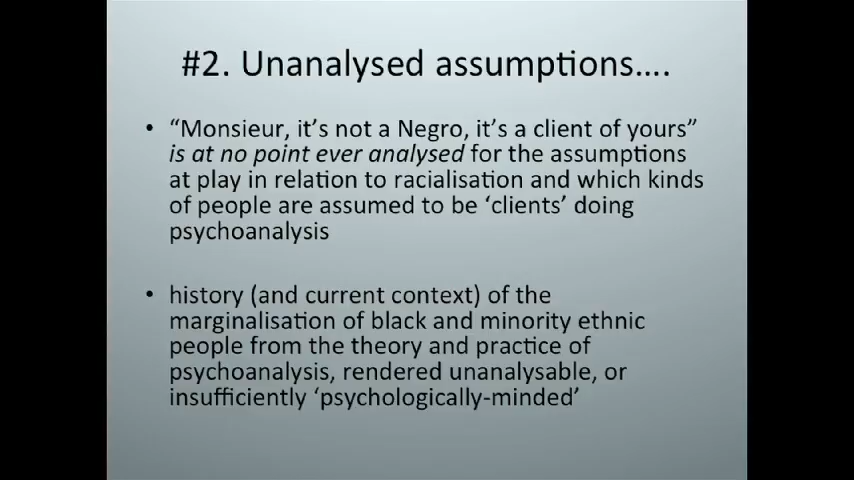 #2. Unanalysed assumptions....
• “Monsieur, it’s not a Negro, it’s a client of yours”
is at no point ever analysed for the assumptions
at play in relation to racialisation and which kinds
of people are assumed to be ‘clients’ doing
psychoanalysis
• history (and current context) of the
marginalisation of black and minority ethnic
people from the theory and practice of
psychoanalysis, rendered unanalysable, or
insufficiently ‘psychologically-minded’